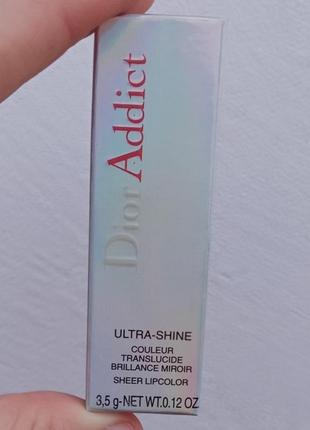 Dior Addict
ULTRA-SHINE
COULEUR
TRANSLUCIDE
BRILLANCE MIROIR
SHEER LIPCOLOR
3,5 g-NET WT.0.12 OZ